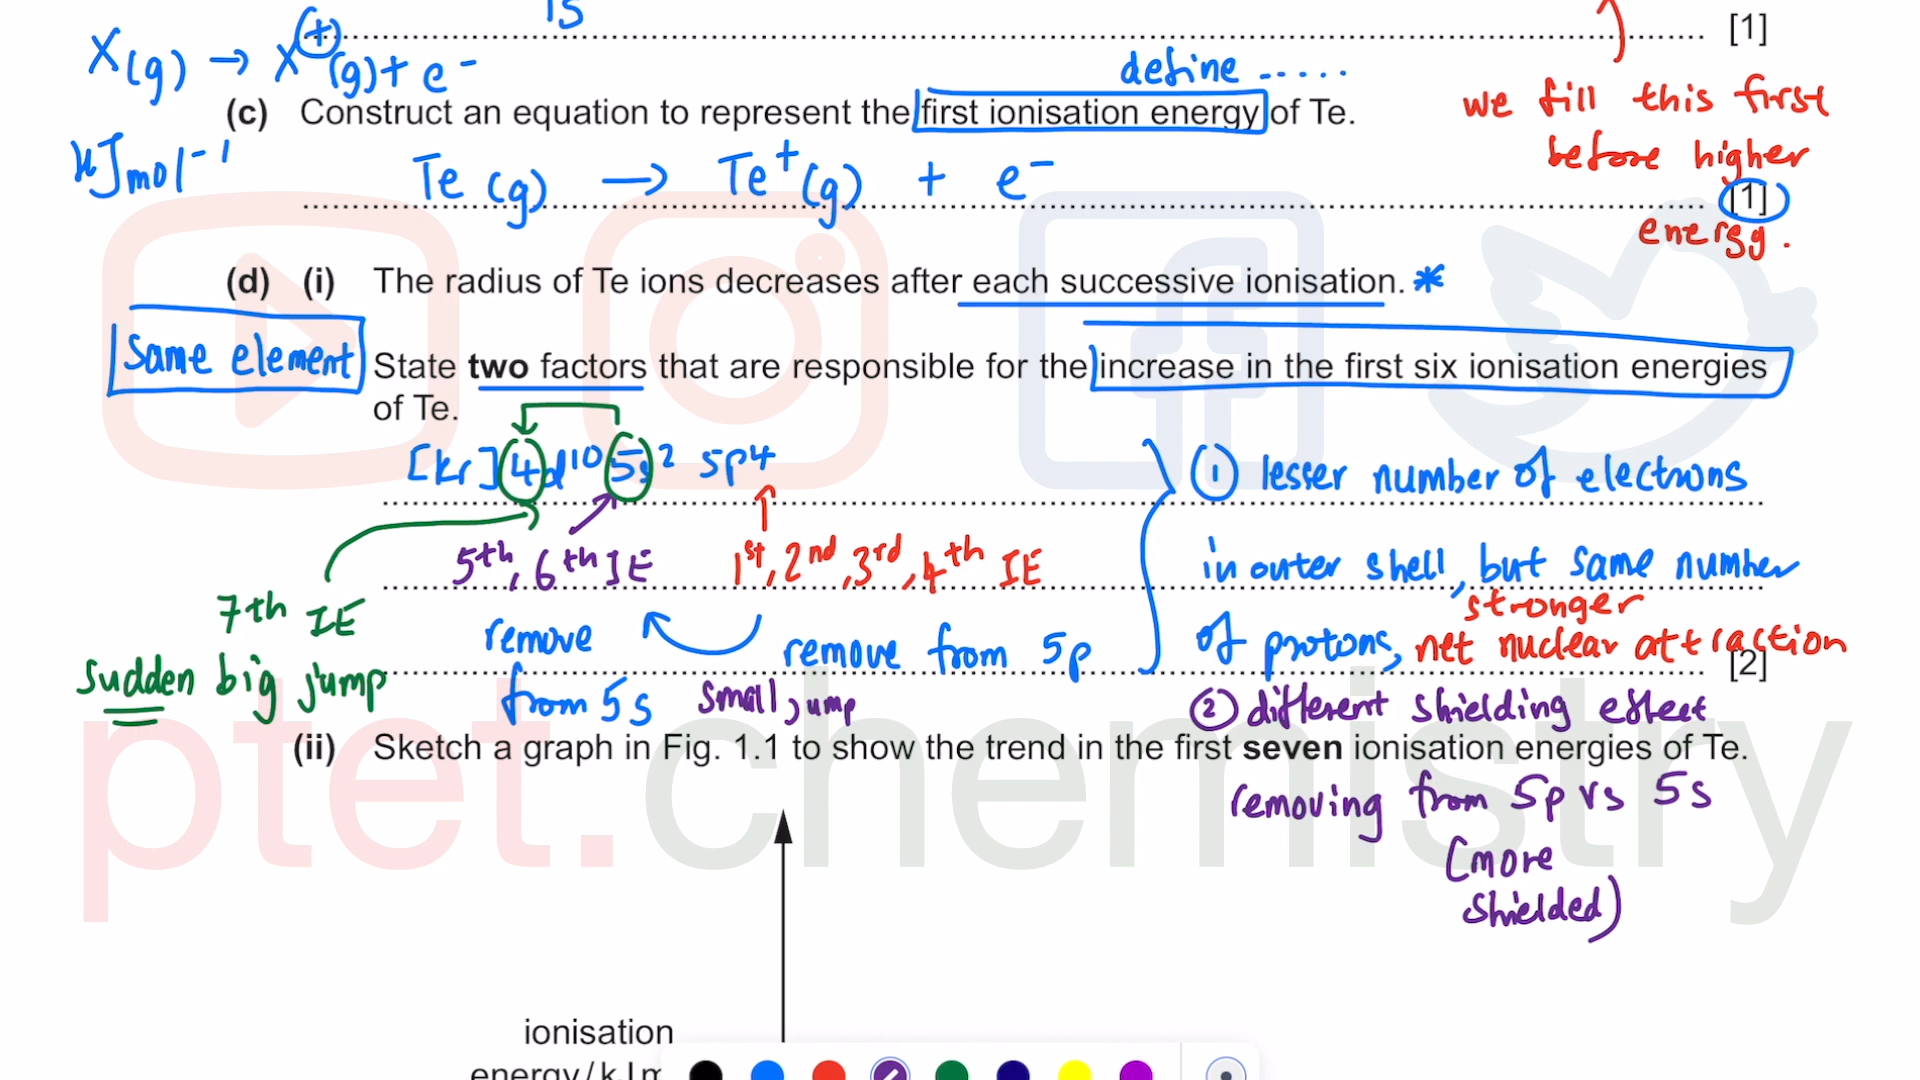 is
X(g) → X⁺(g) + e⁻
[1]
define .....
(c) Construct an equation to represent the first ionisation energy of Te.
we fill this first
before higher
energy.
kJmol⁻¹
Te (g) → Te⁺(g) + e⁻
[1]
(d) (i) The radius of Te ions decreases after each successive ionisation. *
same element
State two factors that are responsible for the increase in the first six ionisation energies
of Te.
[Kr] 4d¹⁰ 5s² 5p⁴
① lesser number of electrons
in outer shell, but same number
of protons, stronger net nuclear attraction
[2]
5th, 6th IE
1st, 2nd, 3rd, 4th IE
7th IE
sudden big jump
remove
from 5s
remove from 5p
small jump
② different shielding effect
(ii) Sketch a graph in Fig. 1.1 to show the trend in the first seven ionisation energies of Te.
removing from 5p vs 5s
(more
shielded)
ptet.chemistry
ionisation
energy / kJ m